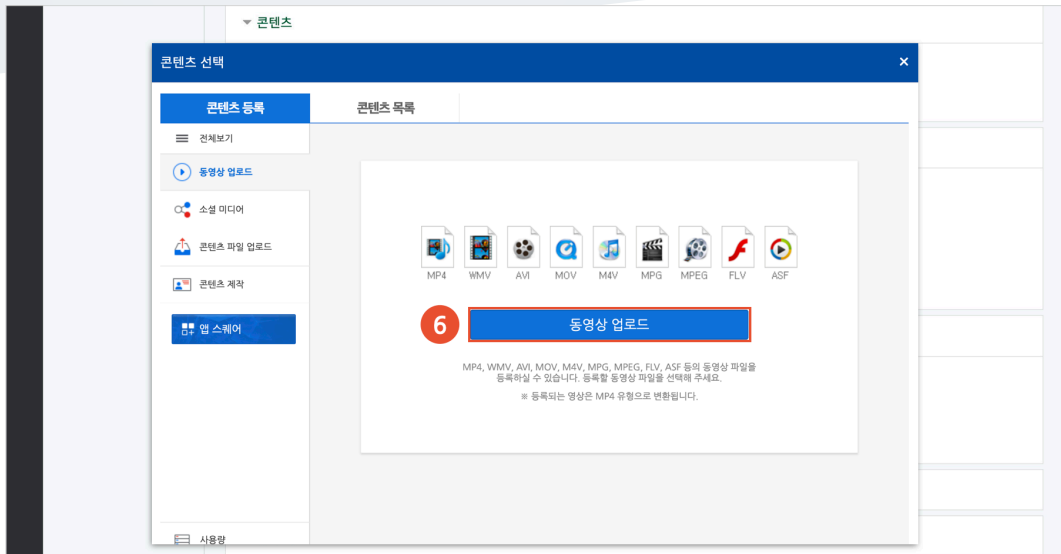 콘텐츠
콘텐츠 선택
콘텐츠 등록
콘텐츠 목록
전체보기
동영상 업로드
소셜 미디어
콘텐츠 파일 업로드
콘텐츠 제작
앱 스퀘어
사용량
MP4 WMV AVI MOV M4V MPG MPEG FLV ASF
6 동영상 업로드
MP4, WMV, AVI, MOV, M4V, MPG, MPEG, FLV, ASF 등의 동영상 파일을
등록하실 수 있습니다. 등록할 동영상 파일을 선택해 주세요.
※ 등록되는 영상은 MP4 유형으로 변환됩니다.